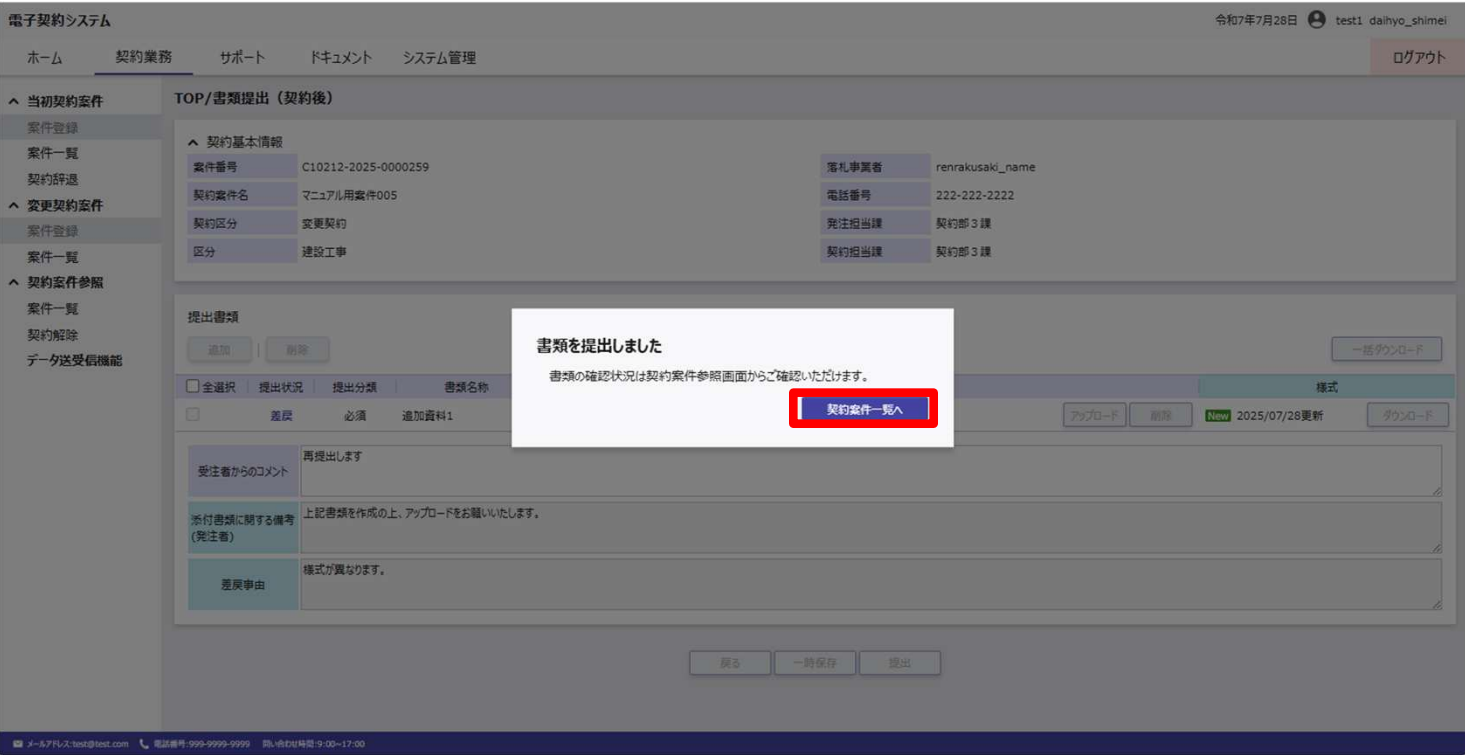 電子契約システム
令和7年7月28日 test1 daihyo_shimei
ホーム 契約業務 サポート ドキュメント システム管理 ログアウト
当初契約案件
案件登録
案件一覧
契約辞退
変更契約案件
案件登録
案件一覧
契約案件参照
案件一覧
契約解除
データ送受信機能
TOP/書類提出（契約後）
契約基本情報
案件番号 C10212-2025-0000259 落札事業者 renrakusaki_name
契約案件名 マニュアル用案件005 電話番号 222-222-2222
契約区分 変更契約 発注担当課 契約部３課
区分 建設工事 契約担当課 契約部３課
提出書類
追加 | 削除 一括ダウンロード
全選択 提出状況 提出分類 書類名称 様式
差戻 必須 追加資料1 アップロード 削除 New 2025/07/28更新 ダウンロード
書類を提出しました
書類の確認状況は契約案件参照画面からご確認いただけます。
契約案件一覧へ
受注者からのコメント 再提出します
添付書類に関する備考 上記書類を作成の上、アップロードをお願いいたします。
(発注者)
差戻事由 様式が異なります。
戻る 一時保存 提出
メールアドレス:test@test.com 電話番号:999-9999-9999 問い合わせ時間:9:00~17:00